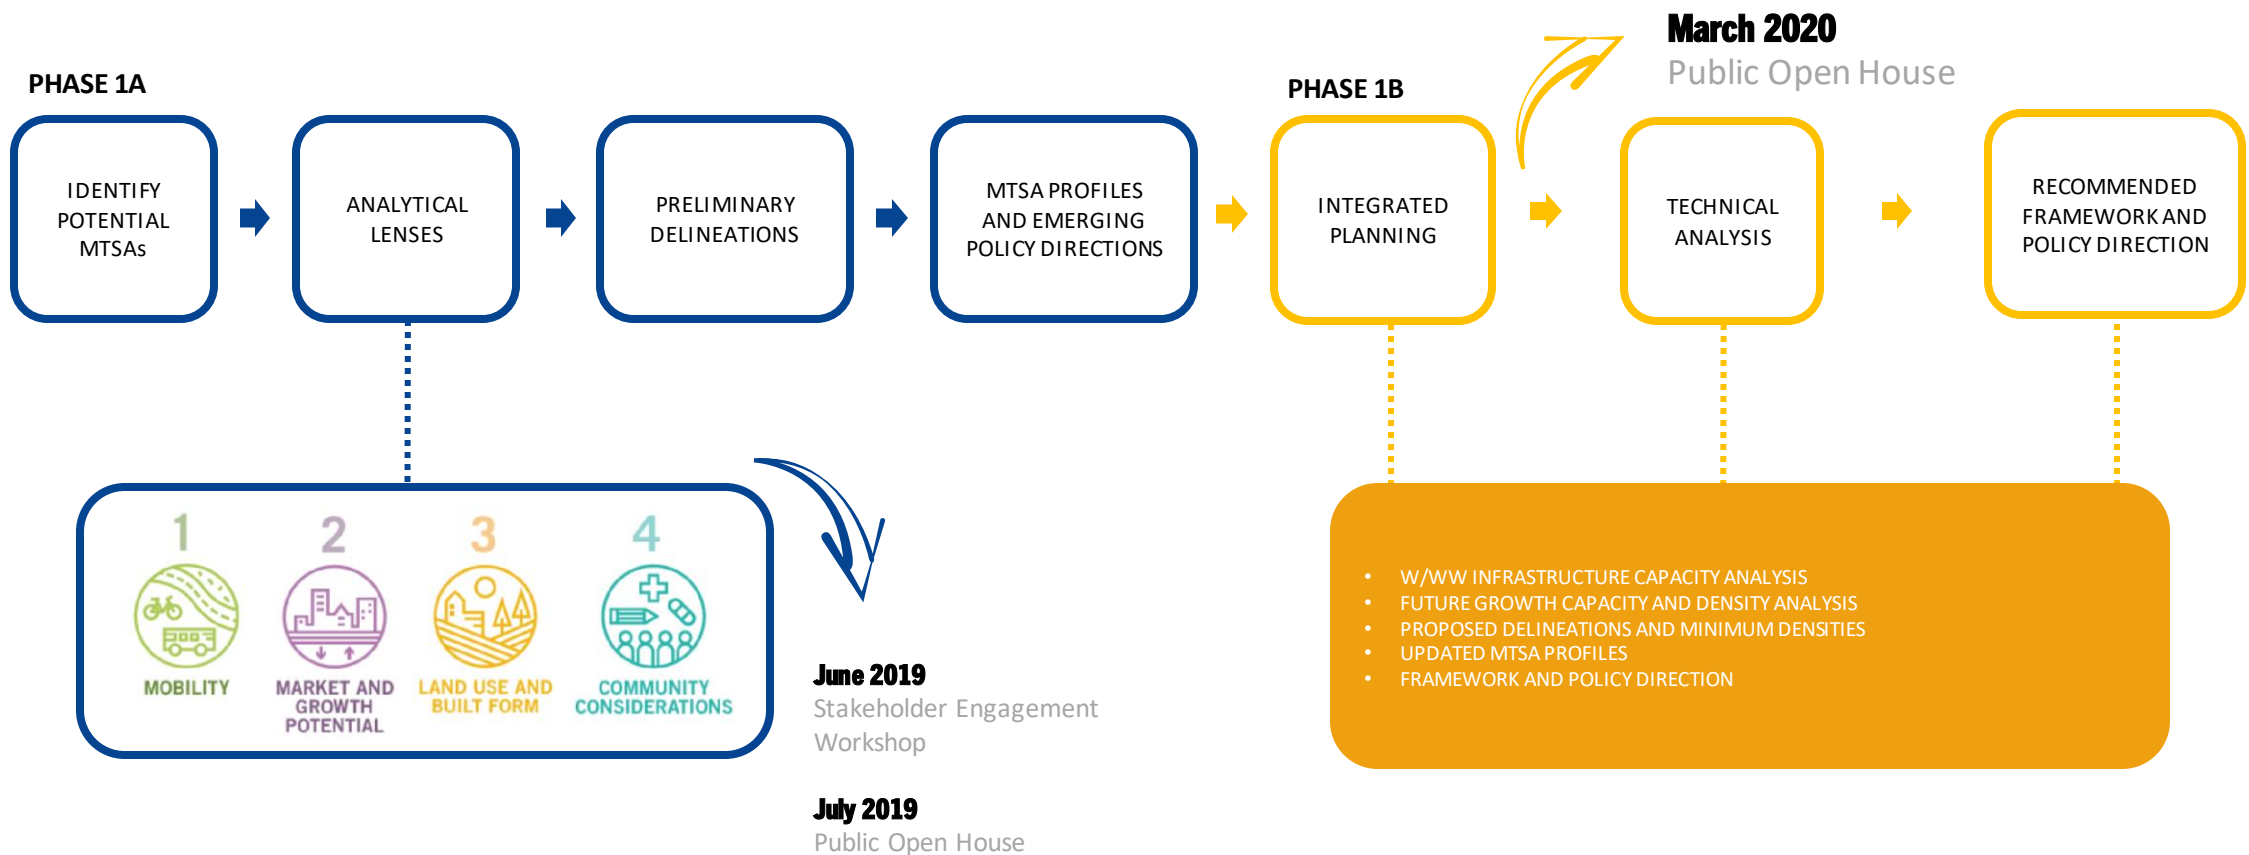 March 2020
Public Open House
PHASE 1A
PHASE 1B
IDENTIFY
POTENTIAL
MTSAs
ANALYTICAL
LENSES
PRELIMINARY
DELINEATIONS
MTSA PROFILES
AND EMERGING
POLICY DIRECTIONS
INTEGRATED
PLANNING
TECHNICAL
ANALYSIS
RECOMMENDED
FRAMEWORK AND
POLICY DIRECTION
1
MOBILITY
2
MARKET AND
GROWTH
POTENTIAL
3
LAND USE AND
BUILT FORM
4
COMMUNITY
CONSIDERATIONS
June 2019
Stakeholder Engagement
Workshop
July 2019
Public Open House
• W/WW INFRASTRUCTURE CAPACITY ANALYSIS
• FUTURE GROWTH CAPACITY AND DENSITY ANALYSIS
• PROPOSED DELINEATIONS AND MINIMUM DENSITIES
• UPDATED MTSA PROFILES
• FRAMEWORK AND POLICY DIRECTION